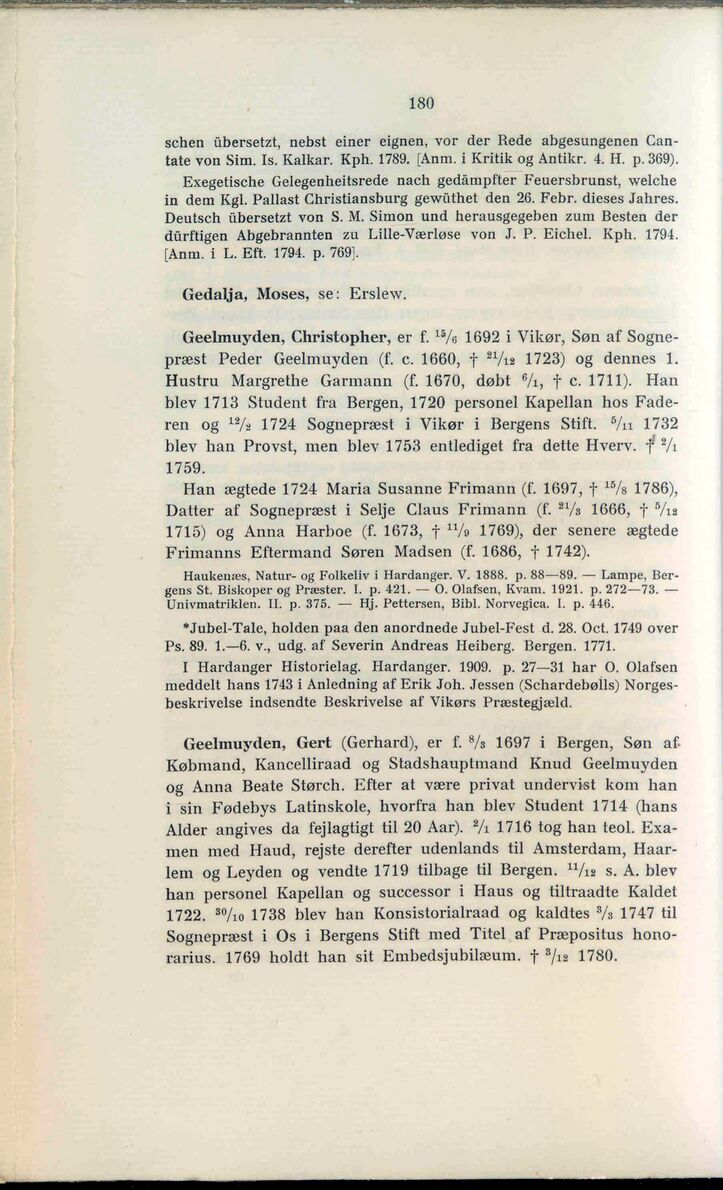 180
schen übersetzt, nebst einer eignen, vor der Rede abgesungenen Can-
tate von Sim. Is. Kalkar. Kph. 1789. [Anm. i Kritik og Antikr. 4. H. p. 369).
Exegetische Gelegenheitsrede nach gedämpfter Feuersbrunst, welche
in dem Kgl. Pallast Christiansburg gewüthet den 26. Febr. dieses Jahres.
Deutsch übersetzt von S. M. Simon und herausgegeben zum Besten der
dürftigen Abgebrannten zu Lille-Værløse von J. P. Eichel. Kph. 1794.
[Anm. i L. Eft. 1794. p. 769].
Gedalja, Moses, se: Erslew.
Geelmuyden, Christopher, er f. ¹⁵/₆ 1692 i Vikør, Søn af Sogne-
præst Peder Geelmuyden (f. c. 1660, † ²¹/₁₂ 1723) og dennes 1.
Hustru Margrethe Garmann (f. 1670, døbt ⁶/₁, † c. 1711). Han
blev 1713 Student fra Bergen, 1720 personel Kapellan hos Fade-
ren og ¹²/₂ 1724 Sognepræst i Vikør i Bergens Stift. ⁵/₁₁ 1732
blev han Provst, men blev 1753 entlediget fra dette Hverv. † ²/₁
1759.
Han ægtede 1724 Maria Susanne Frimann (f. 1697, † ¹⁵/₈ 1786),
Datter af Sognepræst i Selje Claus Frimann (f. ²¹/₃ 1666, † ⁵/₁₂
1715) og Anna Harboe (f. 1673, † ¹¹/₉ 1769), der senere ægtede
Frimanns Eftermand Søren Madsen (f. 1686, † 1742).
Haukenæs, Natur- og Folkeliv i Hardanger. V. 1888. p. 88—89. — Lampe, Ber-
gens St. Biskoper og Præster. I. p. 421. — O. Olafsen, Kvam. 1921. p. 272—73. —
Univmatriklen. II. p. 375. — Hj. Pettersen, Bibl. Norvegica. I. p. 446.
*Jubel-Tale, holden paa den anordnede Jubel-Fest d. 28. Oct. 1749 over
Ps. 89. 1.—6. v., udg. af Severin Andreas Heiberg. Bergen. 1771.
I Hardanger Historielag. Hardanger. 1909. p. 27—31 har O. Olafsen
meddelt hans 1743 i Anledning af Erik Joh. Jessen (Schardebølls) Norges-
beskrivelse indsendte Beskrivelse af Vikørs Præstegjæld.
Geelmuyden, Gert (Gerhard), er f. ⁸/₃ 1697 i Bergen, Søn af
Købmand, Kancelliraad og Stadshauptmand Knud Geelmuyden
og Anna Beate Størch. Efter at være privat undervist kom han
i sin Fødebys Latinskole, hvorfra han blev Student 1714 (hans
Alder angives da fejlagtigt til 20 Aar). ²/₁ 1716 tog han teol. Exa-
men med Haud, rejste derefter udenlands til Amsterdam, Haar-
lem og Leyden og vendte 1719 tilbage til Bergen. ¹¹/₁₂ s. A. blev
han personel Kapellan og successor i Haus og tiltraadte Kaldet
1722. ³⁰/₁₀ 1738 blev han Konsistorialraad og kaldtes ³/₃ 1747 til
Sognepræst i Os i Bergens Stift med Titel af Præpositus hono-
rarius. 1769 holdt han sit Embedsjubilæum. † ³/₁₂ 1780.